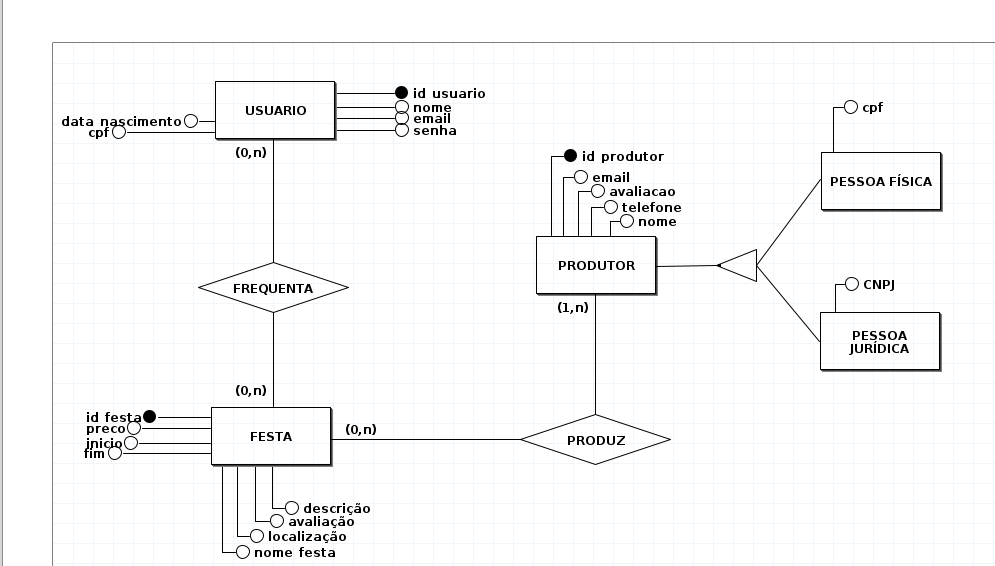 id usuario
nome
email
senha
USUARIO
data nascimento
cpf
(0,n)
cpf
id produtor
email
avaliacao
telefone
nome
PESSOA FÍSICA
PRODUTOR
FREQUENTA
CNPJ
(1,n)
PESSOA
JURÍDICA
(0,n)
id festa
preco
inicio
fim
FESTA
(0,n)
PRODUZ
descrição
avaliação
localização
nome festa